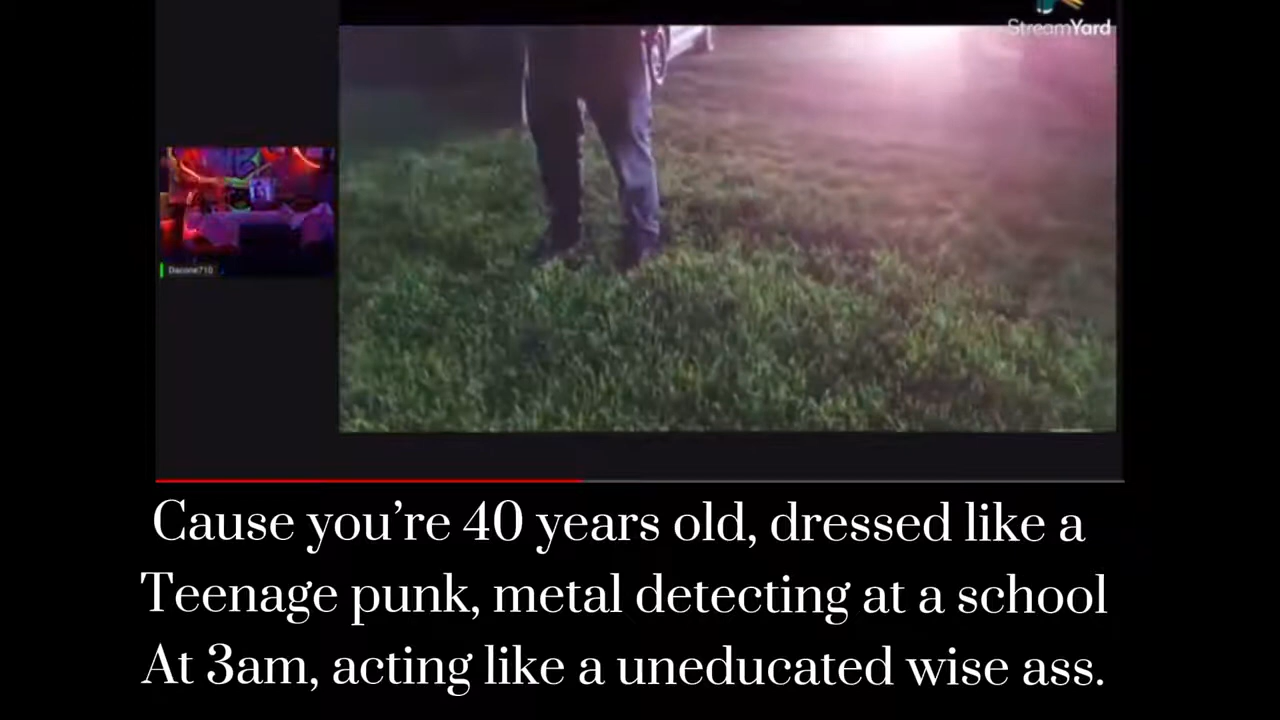 StreamYard
Dacone710
Cause you’re 40 years old, dressed like a
Teenage punk, metal detecting at a school
At 3am, acting like a uneducated wise ass.